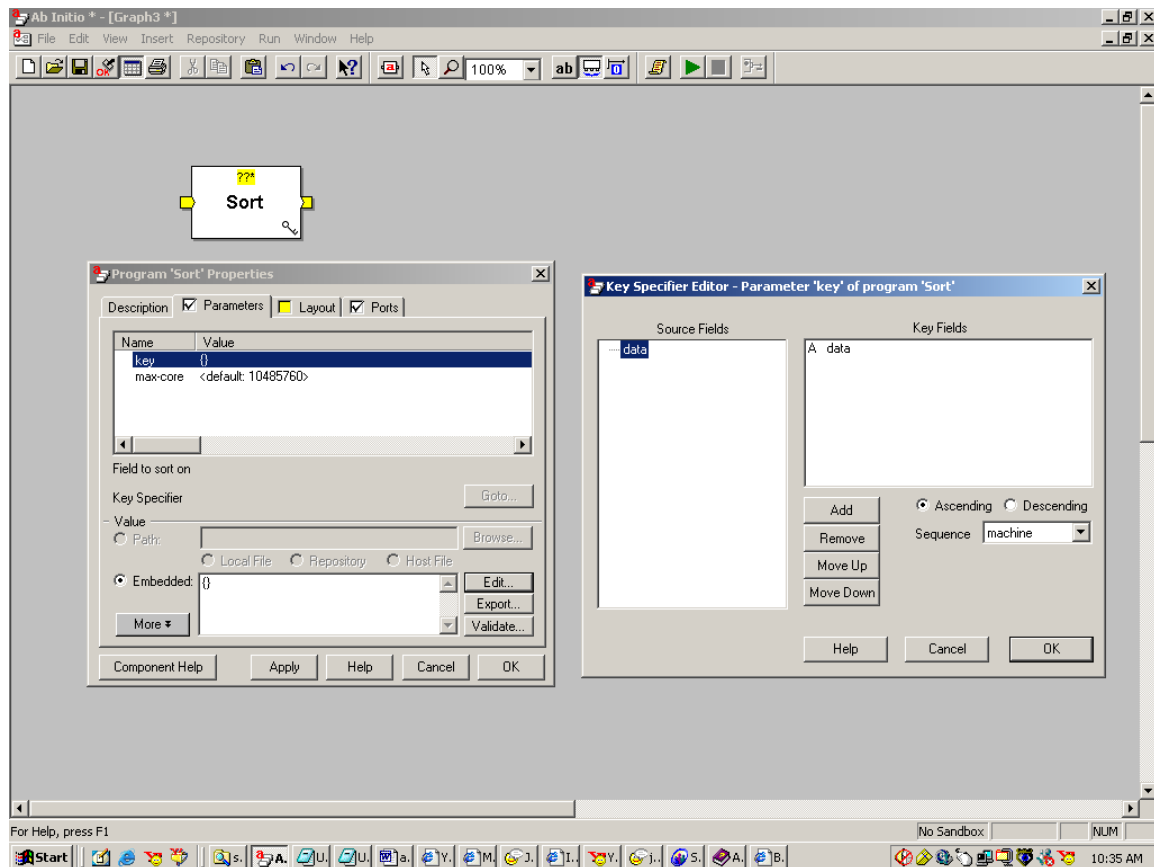 Ab Initio * - [Graph3 *]
File Edit View Insert Repository Run Window Help
100%
ab
??*
Sort
Program 'Sort' Properties
Description Parameters Layout Ports
Name Value
key {}
max-core <default: 10485760>
Field to sort on
Key Specifier Goto...
Value
Path: Browse...
Local File Repository Host File
Embedded: {} Edit...
Export...
More Validate...
Component Help Apply Help Cancel OK
Key Specifier Editor - Parameter 'key' of program 'Sort'
Source Fields Key Fields
data A data
Add Ascending Descending
Remove Sequence machine
Move Up
Move Down
Help Cancel OK
For Help, press F1 No Sandbox NUM
Start s. A. U. U. a. Y. M. J. I. Y. j.. S. A. B. 10:35 AM